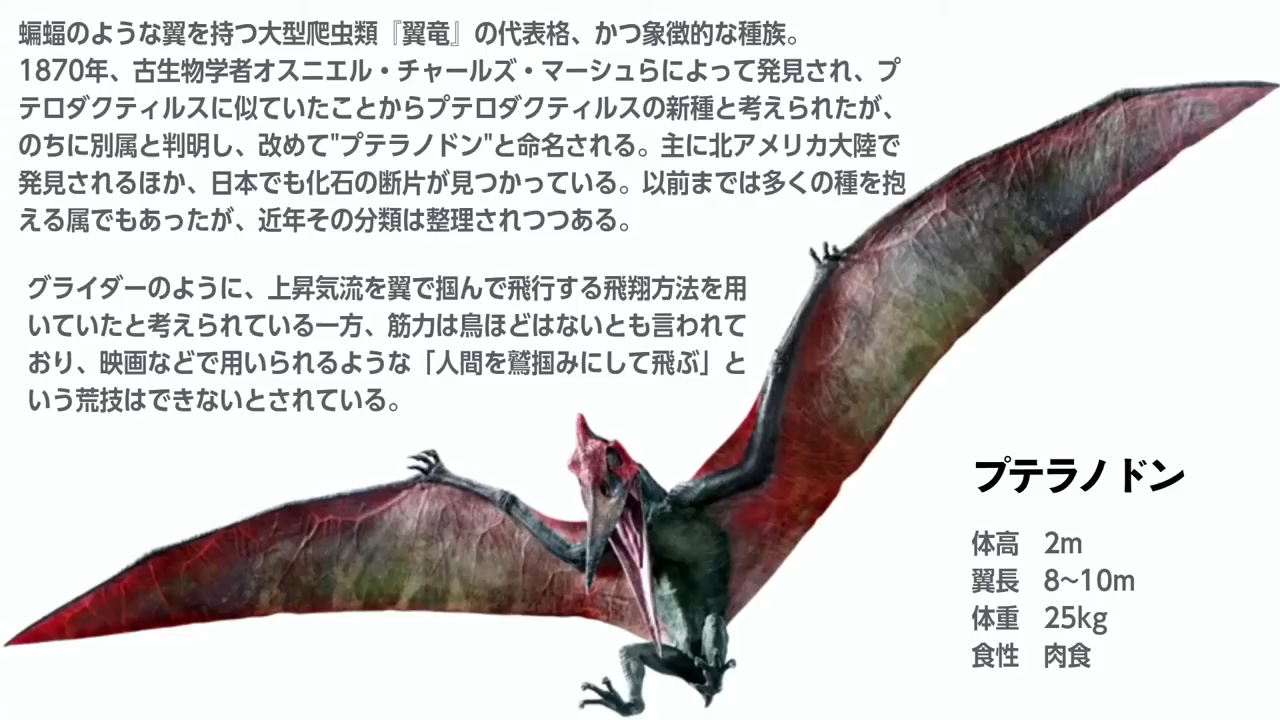 蝙蝠のような翼を持つ大型爬虫類『翼竜』の代表格、かつ象徴的な種族。
1870年、古生物学者オスニエル・チャールズ・マーシュらによって発見され、プ
テロダクティルスに似ていたことからプテロダクティルスの新種と考えられたが、
のちに別属と判明し、改めて"プテラノドン"と命名される。主に北アメリカ大陸で
発見されるほか、日本でも化石の断片が見つかっている。以前までは多くの種を抱
える属でもあったが、近年その分類は整理されつつある。
グライダーのように、上昇気流を翼で掴んで飛行する飛翔方法を用
いていたと考えられている一方、筋力は鳥ほどはないとも言われて
おり、映画などで用いられるような「人間を鷲掴みにして飛ぶ」と
いう荒技はできないとされている。
プテラノドン
体高 2m
翼長 8~10m
体重 25kg
食性 肉食